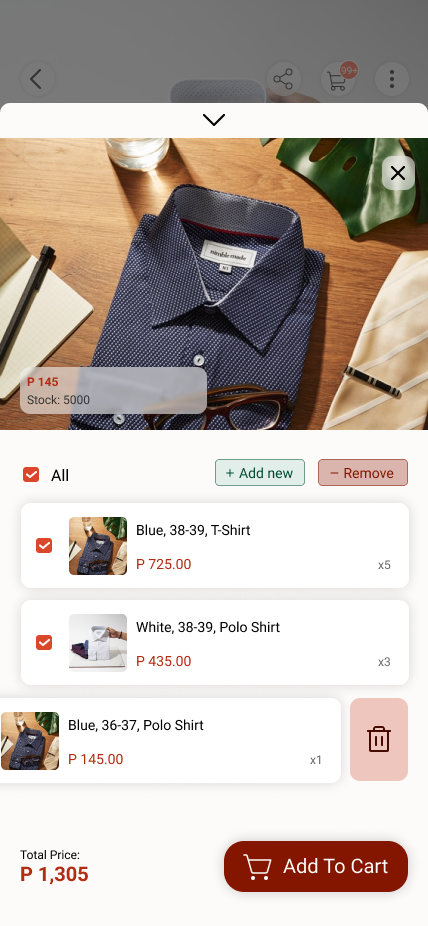 99+
nimble made
P 145
Stock: 5000
All
+ Add new
− Remove
Blue, 38-39, T-Shirt
P 725.00
x5
White, 38-39, Polo Shirt
P 435.00
x3
Blue, 36-37, Polo Shirt
P 145.00
x1
Total Price:
P 1,305
Add To Cart